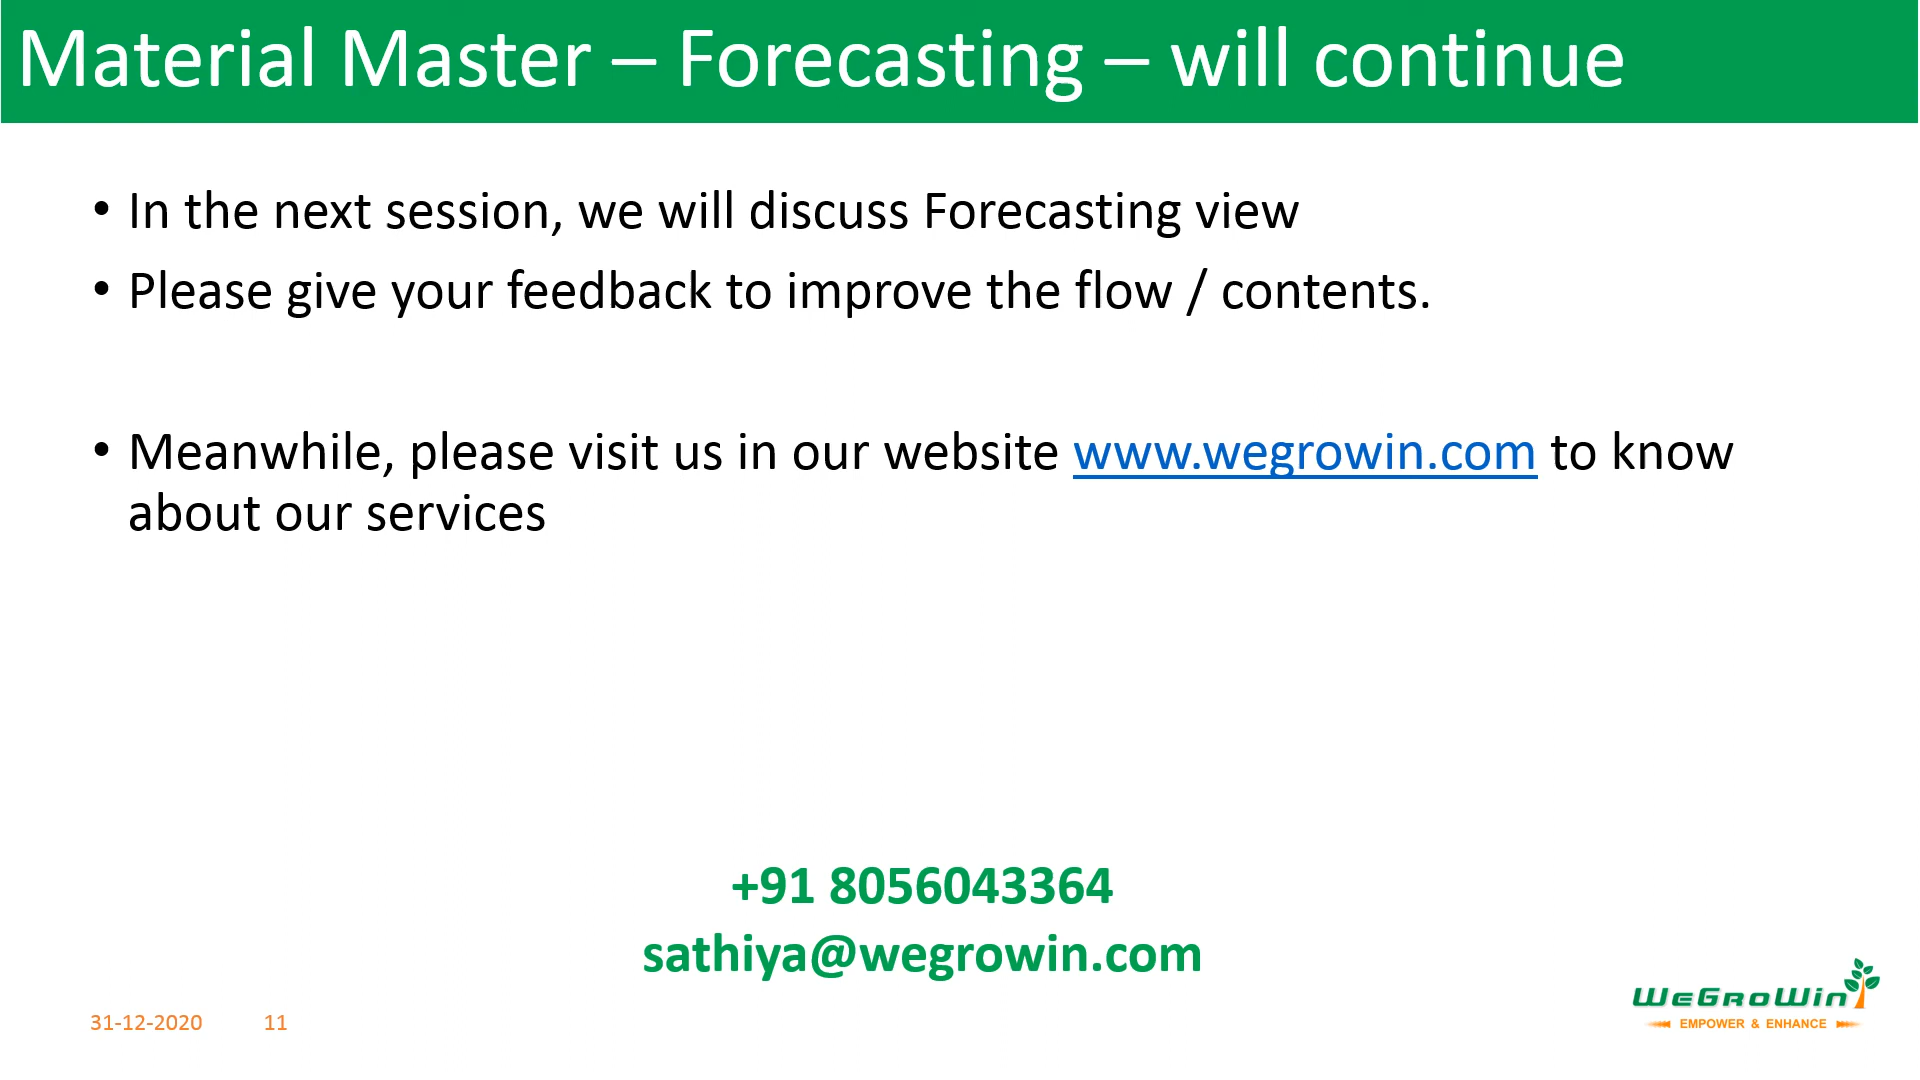 Material Master – Forecasting – will continue
• In the next session, we will discuss Forecasting view
• Please give your feedback to improve the flow / contents.
• Meanwhile, please visit us in our website www.wegrowin.com to know
about our services
+91 8056043364
sathiya@wegrowin.com
31-12-2020 11
WeGroWin
EMPOWER & ENHANCE